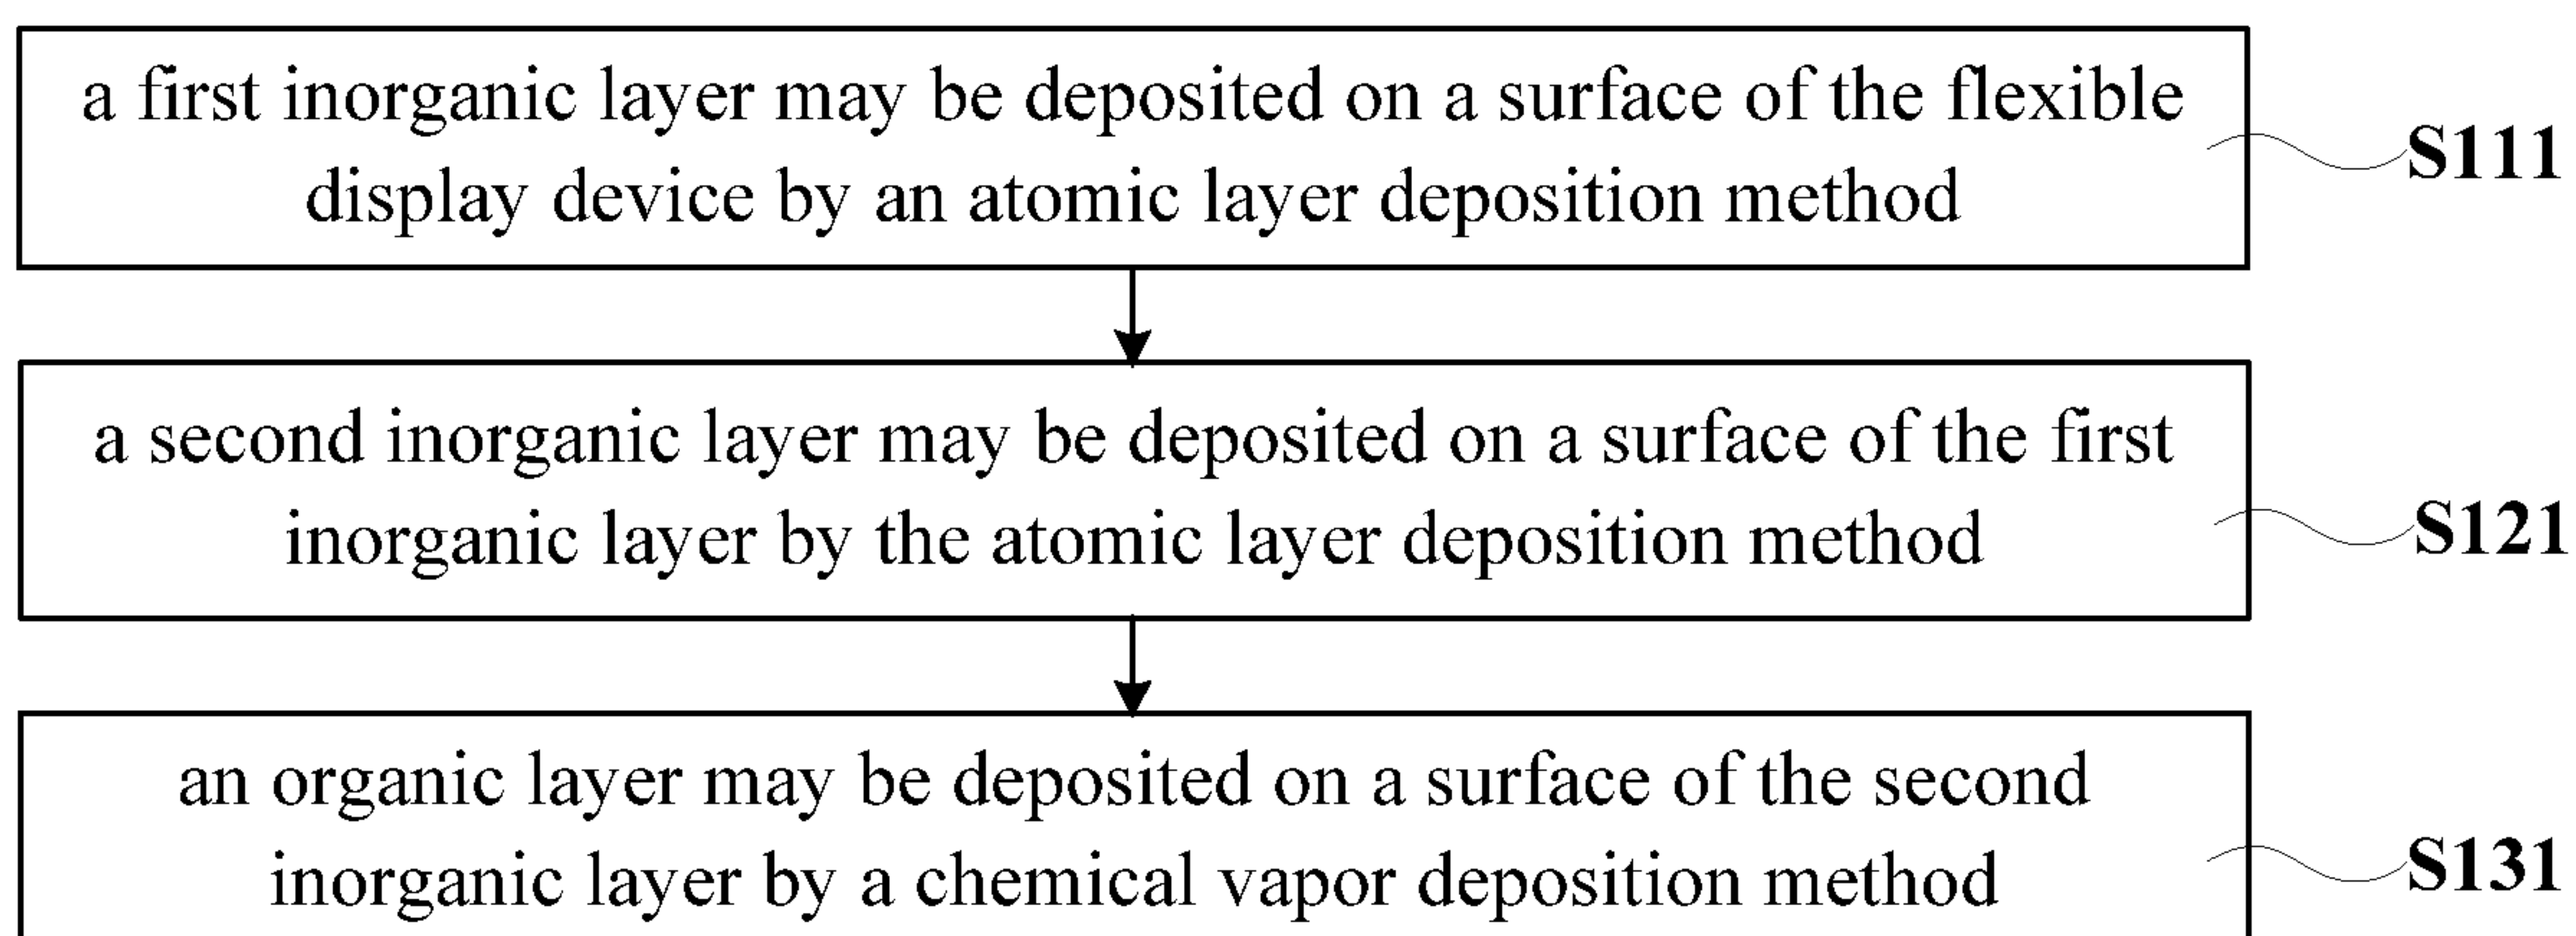 a first inorganic layer may be deposited on a surface of the flexible
display device by an atomic layer deposition method
S111
a second inorganic layer may be deposited on a surface of the first
inorganic layer by the atomic layer deposition method
S121
an organic layer may be deposited on a surface of the second
inorganic layer by a chemical vapor deposition method
S131